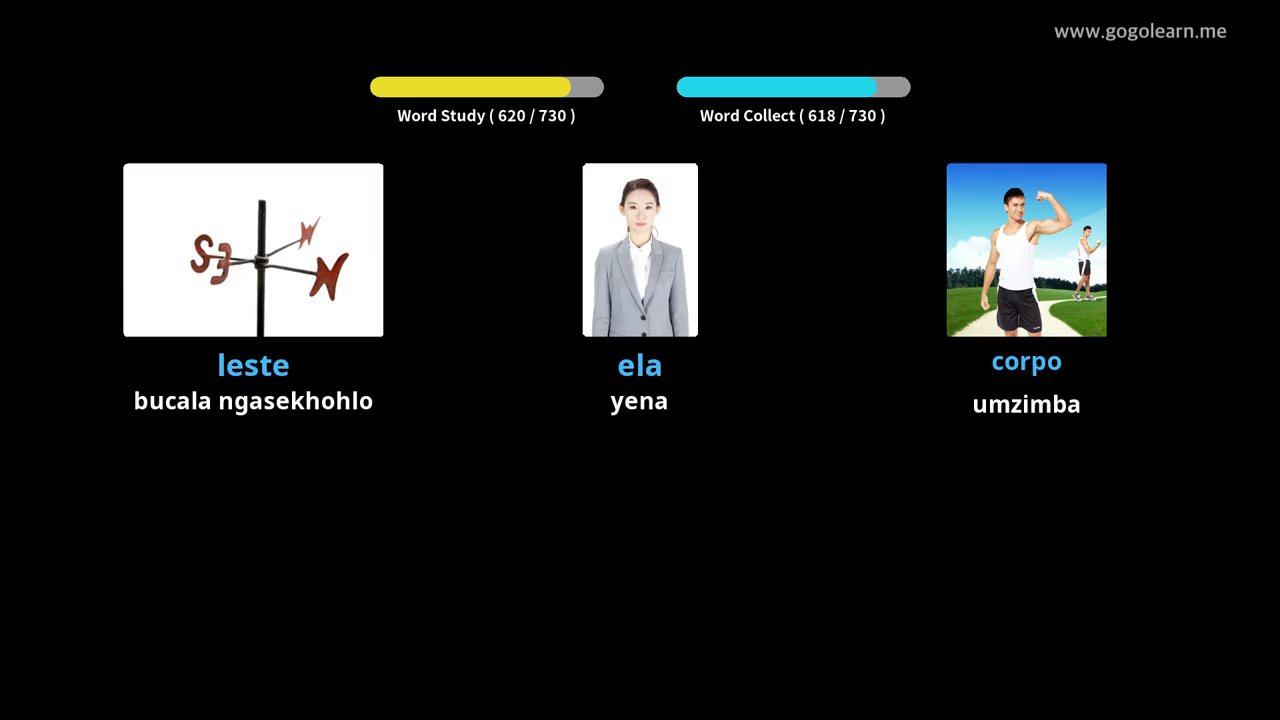 www.gogolearn.me
Word Study ( 620 / 730 )
Word Collect ( 618 / 730 )
S
E
W
N
leste
ela
corpo
bucala ngasekhohlo
yena
umzimba